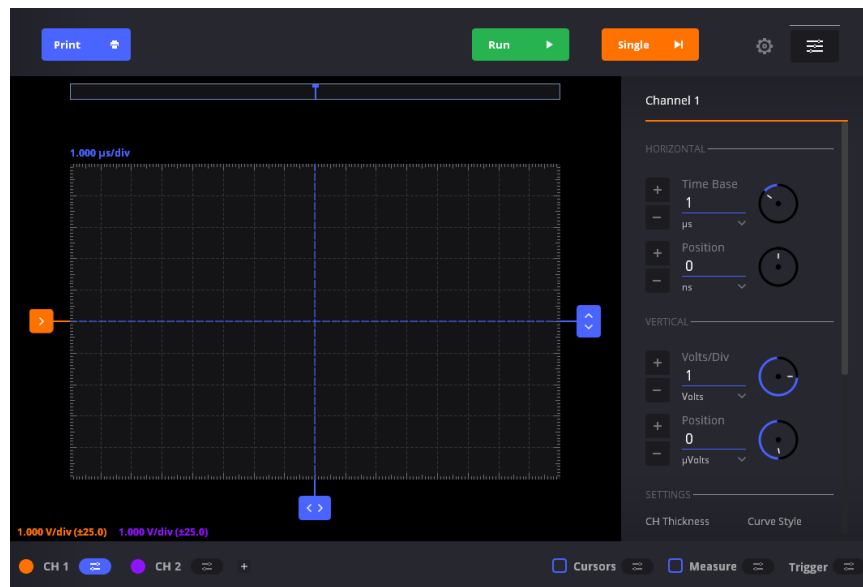 Print
Run
Single
Channel 1
1.000 µs/div
HORIZONTAL
+
Time Base
1
−
µs
+
Position
0
−
ns
VERTICAL
+
Volts/Div
1
−
Volts
+
Position
0
−
µVolts
SETTINGS
CH Thickness Curve Style
1.000 V/div (±25.0) 1.000 V/div (±25.0)
CH 1 CH 2 + Cursors Measure Trigger